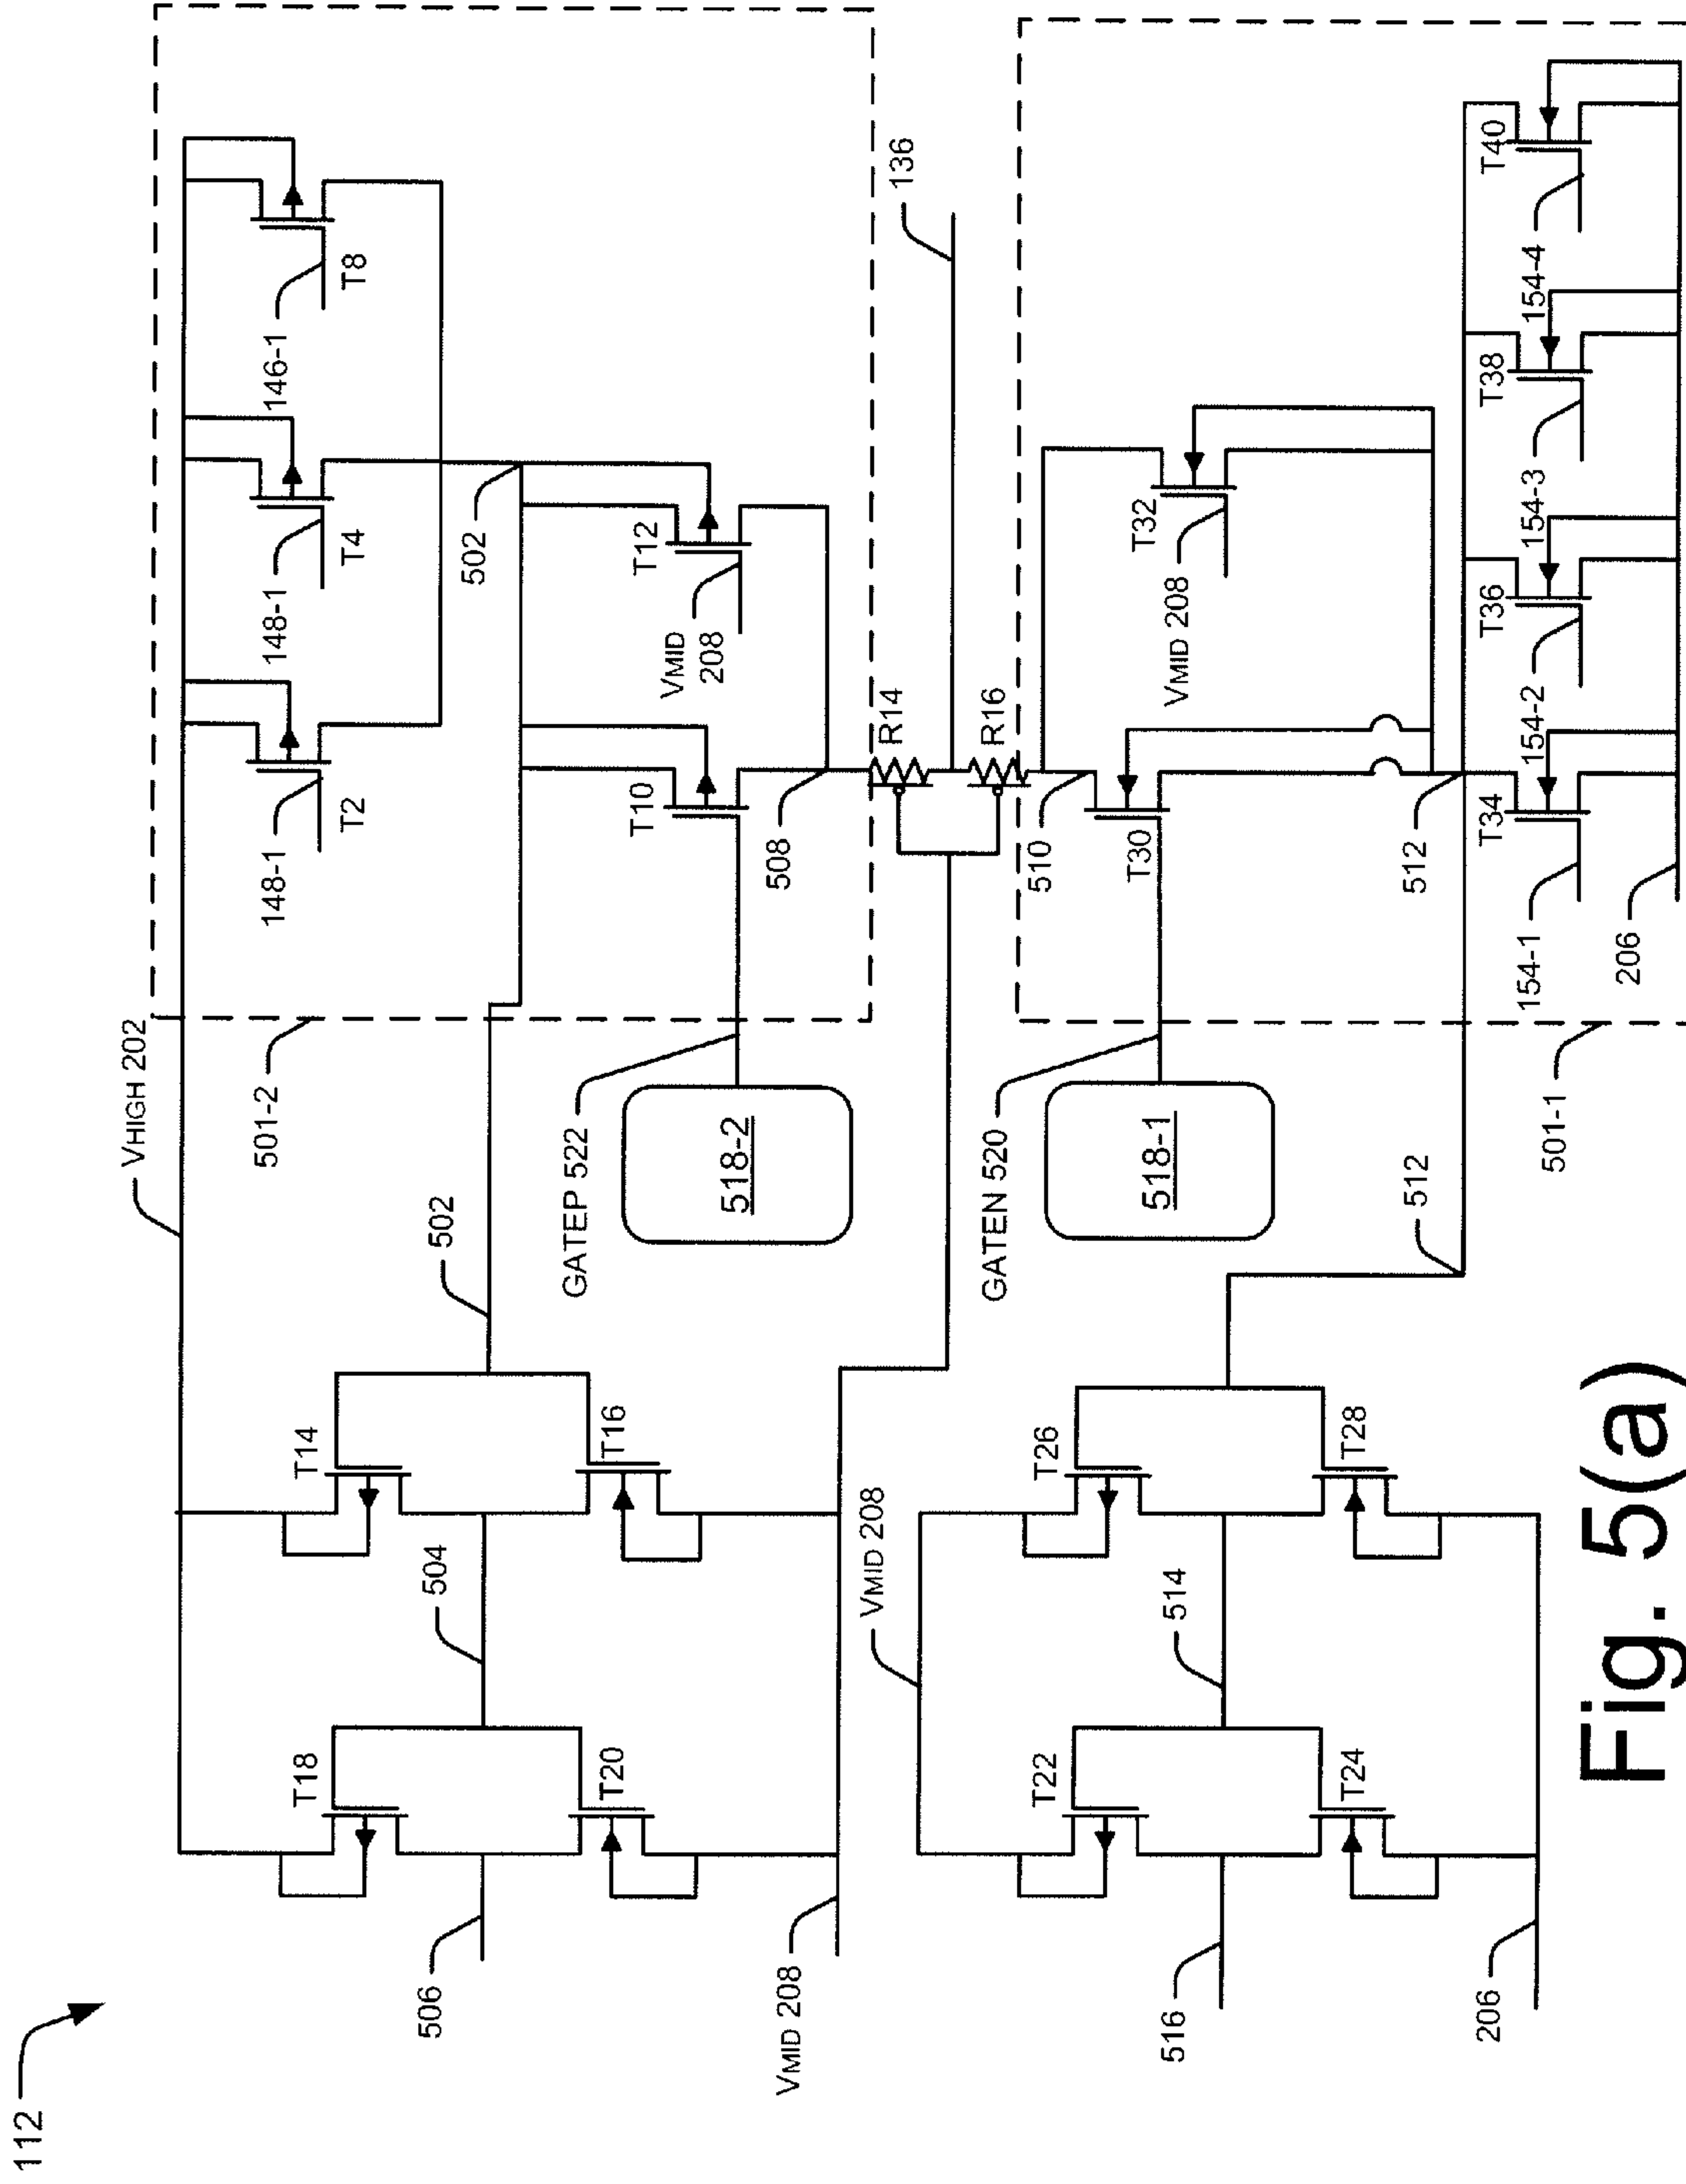 112
VHIGH 202
501-2
148-1
T2
148-1
T4
146-1
T8
502
502
T10
T12
VMID
208
508
R14
136
R16
GATEP 522
518-2
T14
T16
504
T18
T20
506
VMID 208
VMID 208
GATEN 520
518-1
510
T30
T32
VMID 208
512
512
T26
T28
514
T22
T24
516
206
501-1
154-1
T34
154-2
T36
154-3
T38
154-4
T40
206
Fig. 5(a)